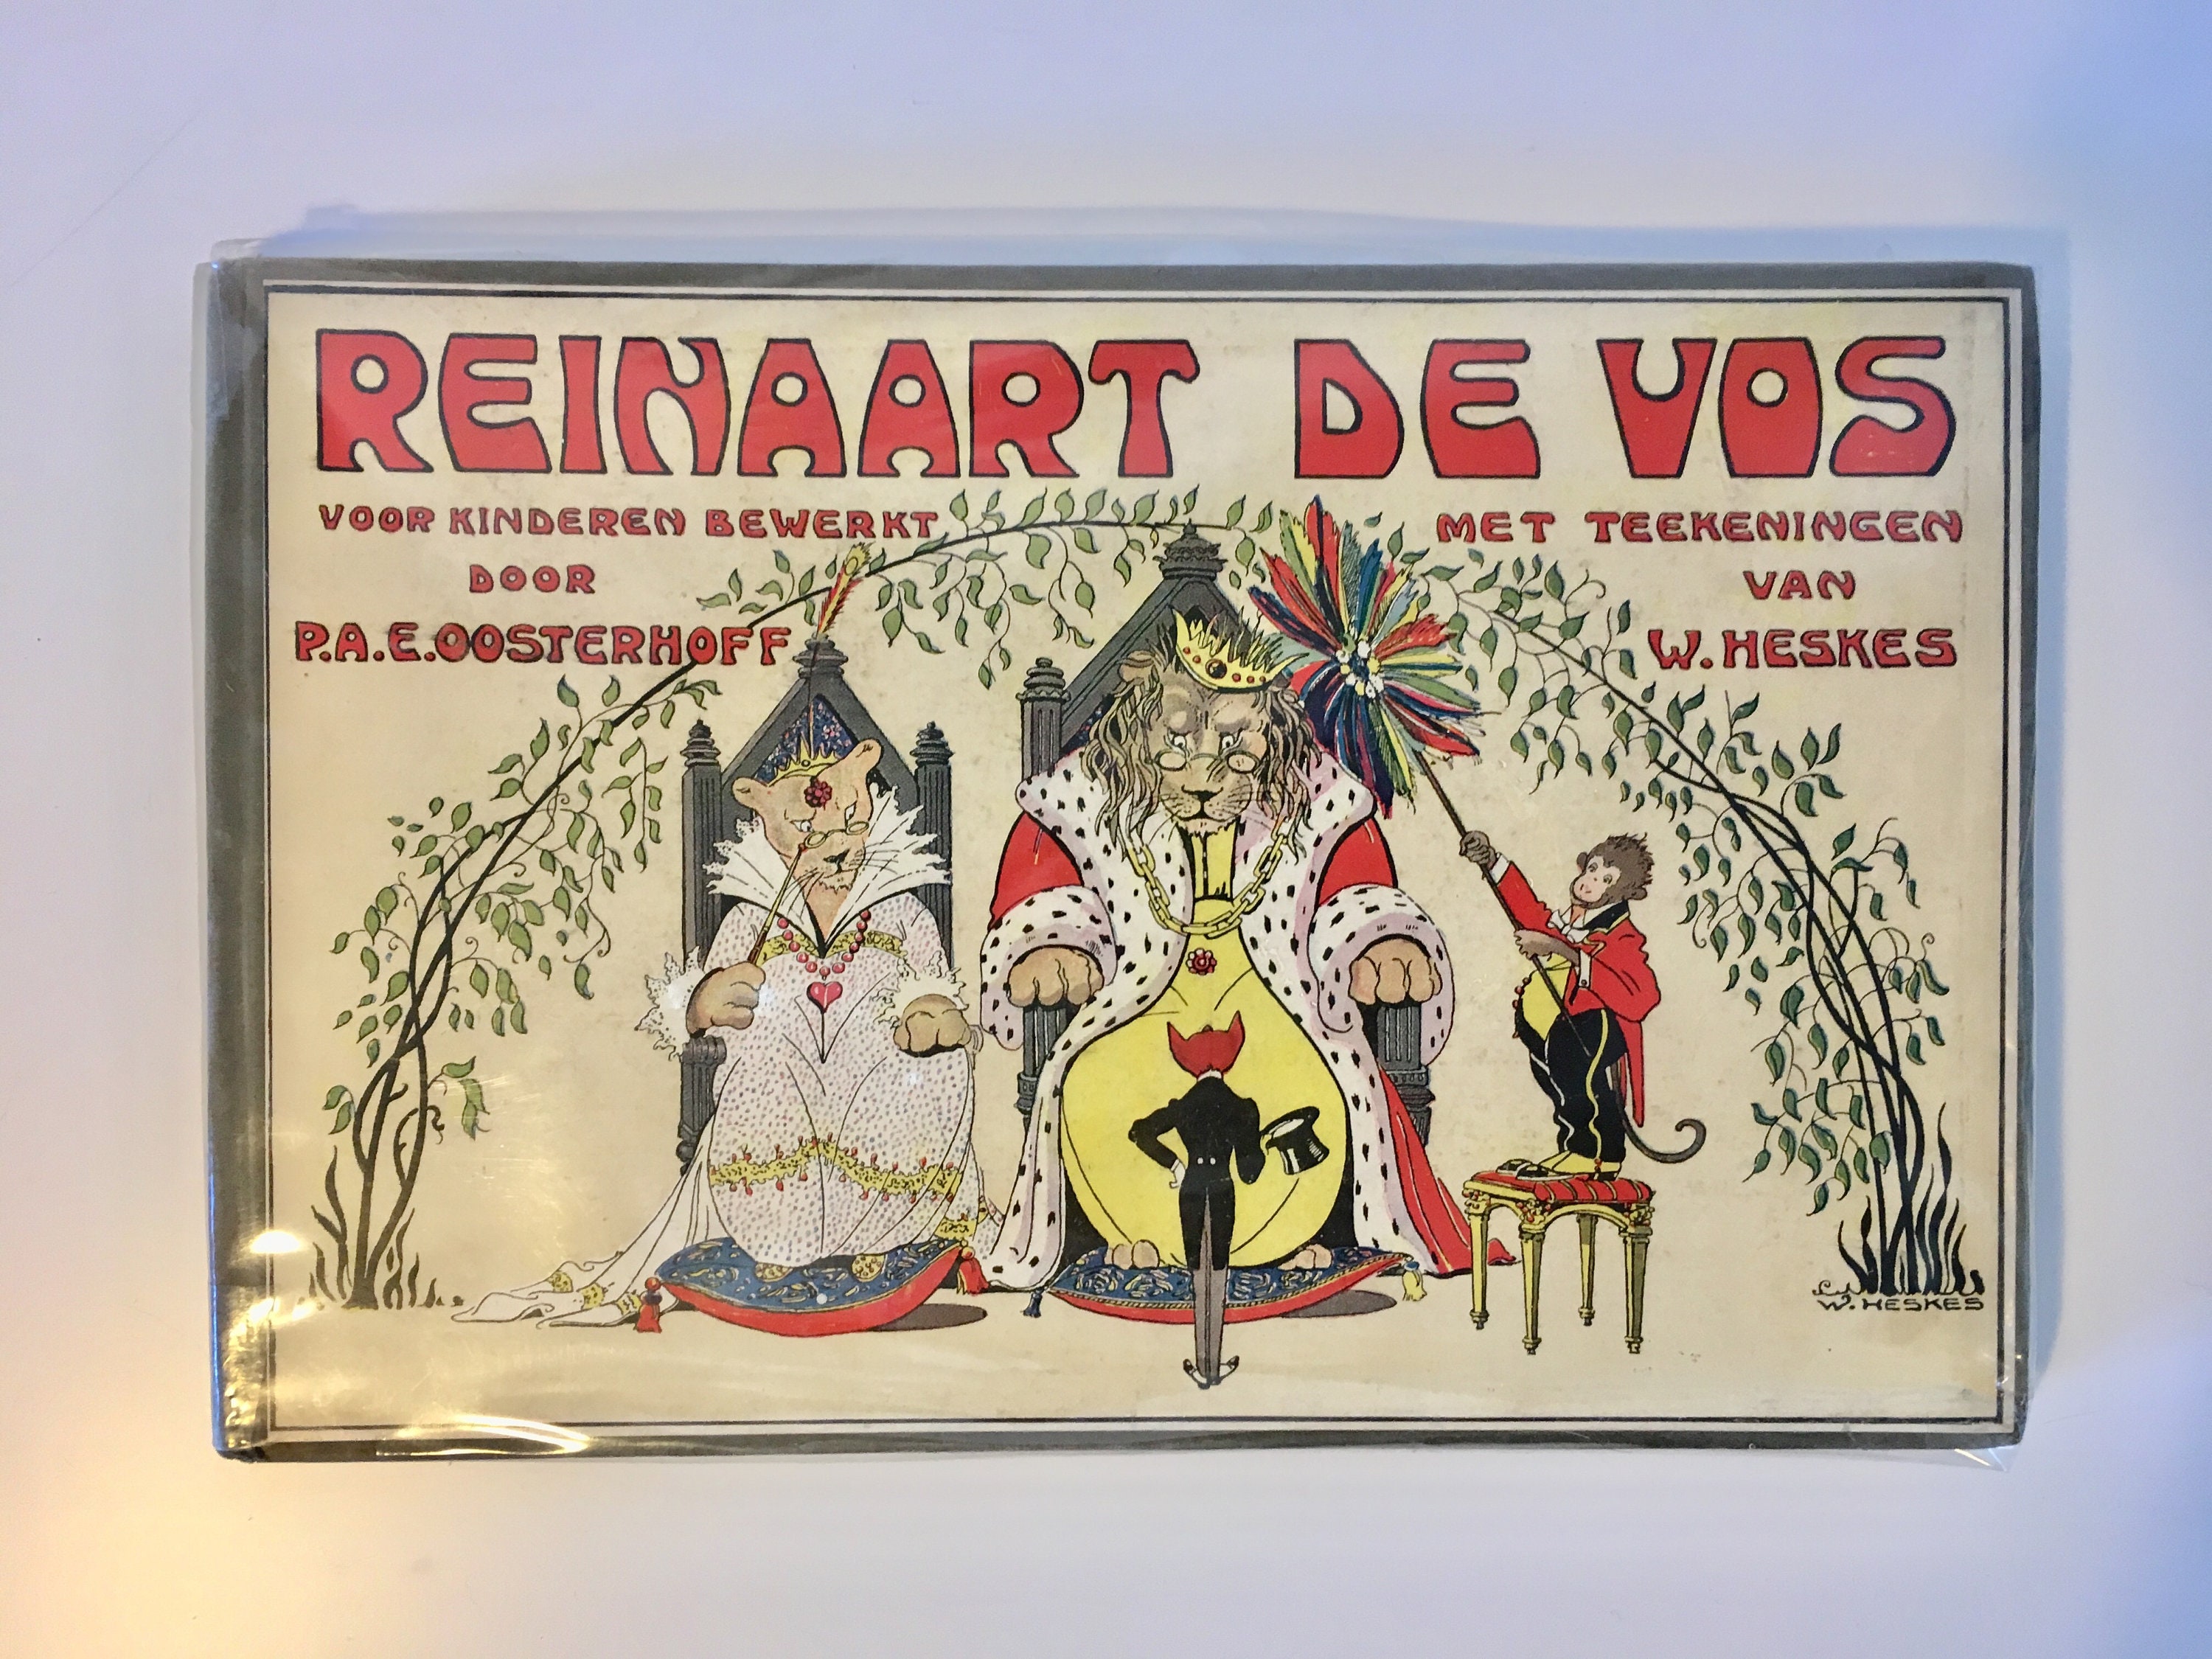 REINAART DE VOS
VOOR KINDEREN BEWERKT
DOOR
P.A.E. OOSTERHOFF
MET TEEKENINGEN
VAN
W. HESKES
W. HESKES